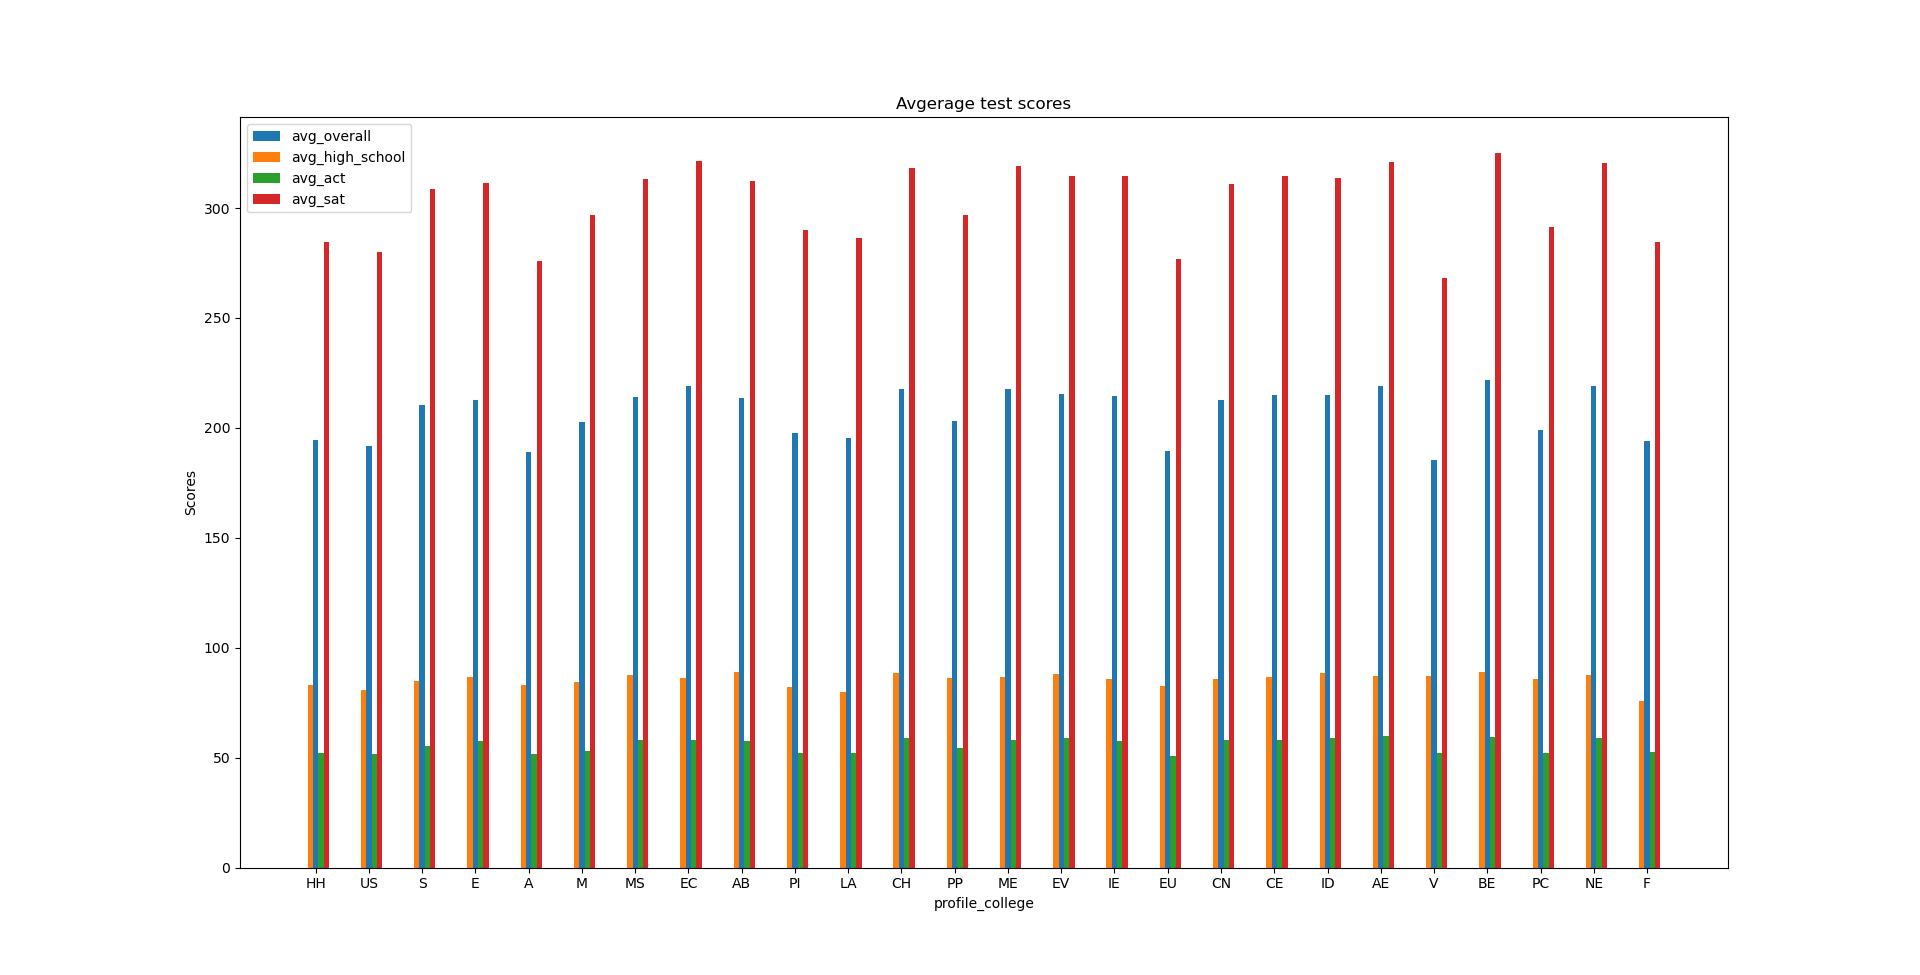 Avgerage test scores
avg_overall
avg_high_school
avg_act
avg_sat
300
250
200
150
100
50
0
Scores
HH US S E A M MS EC AB PI LA CH PP ME EV IE EU CN CE ID AE V BE PC NE F
profile_college